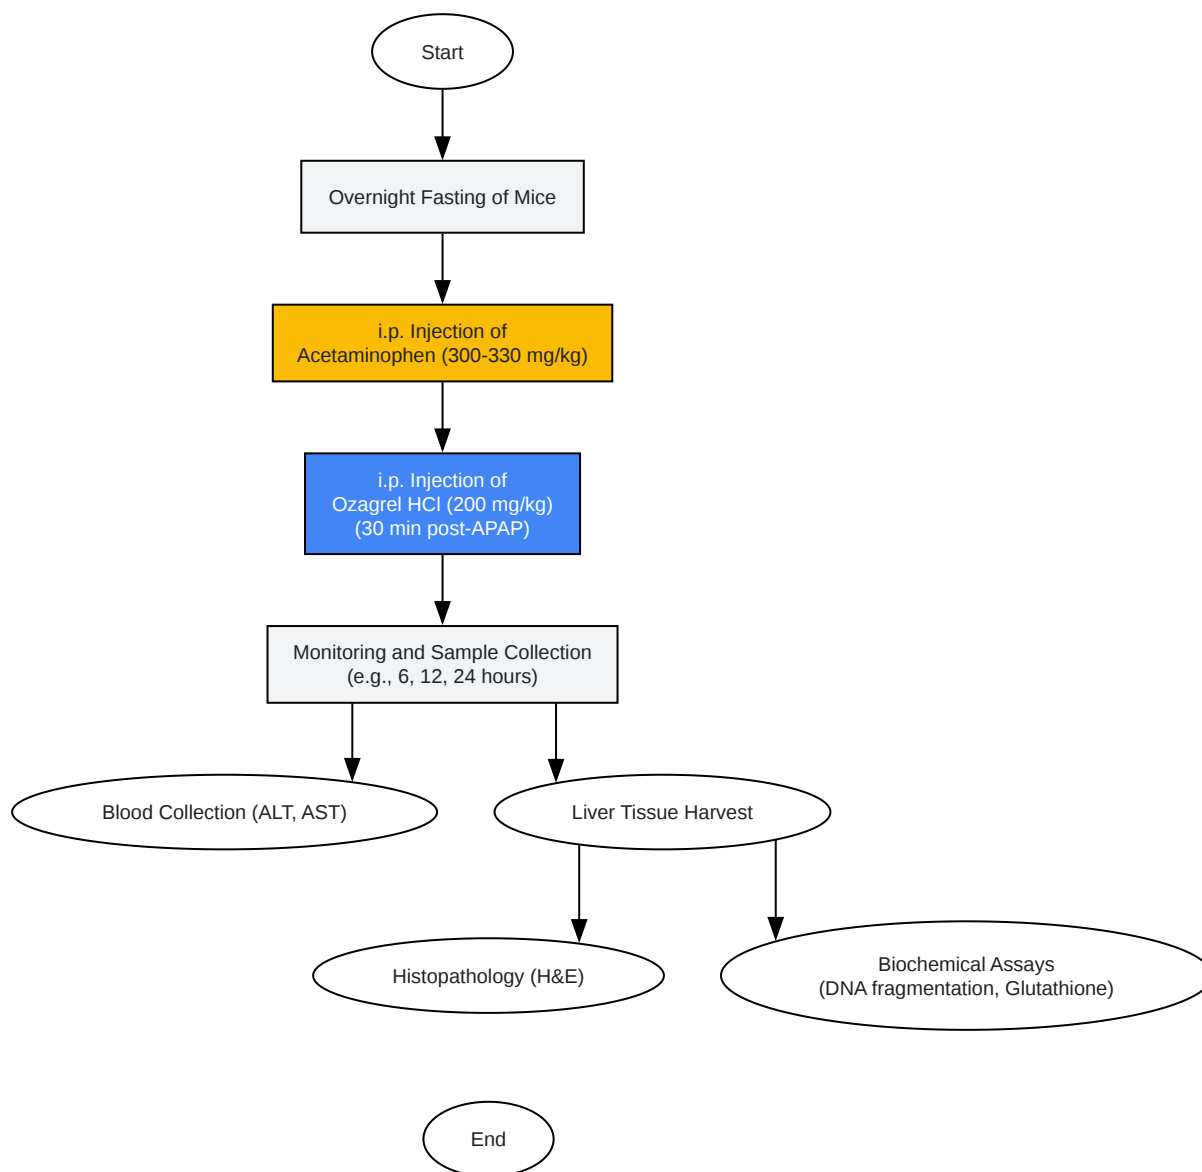 Start
Overnight Fasting of Mice
i.p. Injection of
Acetaminophen (300-330 mg/kg)
i.p. Injection of
Ozagrel HCl (200 mg/kg)
(30 min post-APAP)
Monitoring and Sample Collection
(e.g., 6, 12, 24 hours)
Blood Collection (ALT, AST)
Liver Tissue Harvest
Histopathology (H&E)
Biochemical Assays
(DNA fragmentation, Glutathione)
End